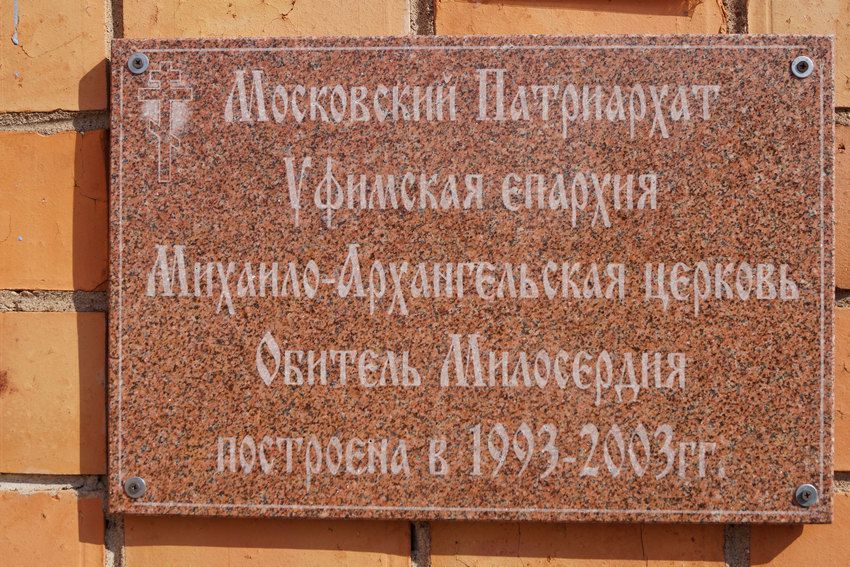 Московский Патриархат
Уфимская епархия
Михаило-Архангельская церковь
Обитель Милосердия
построена в 1993-2003гг.